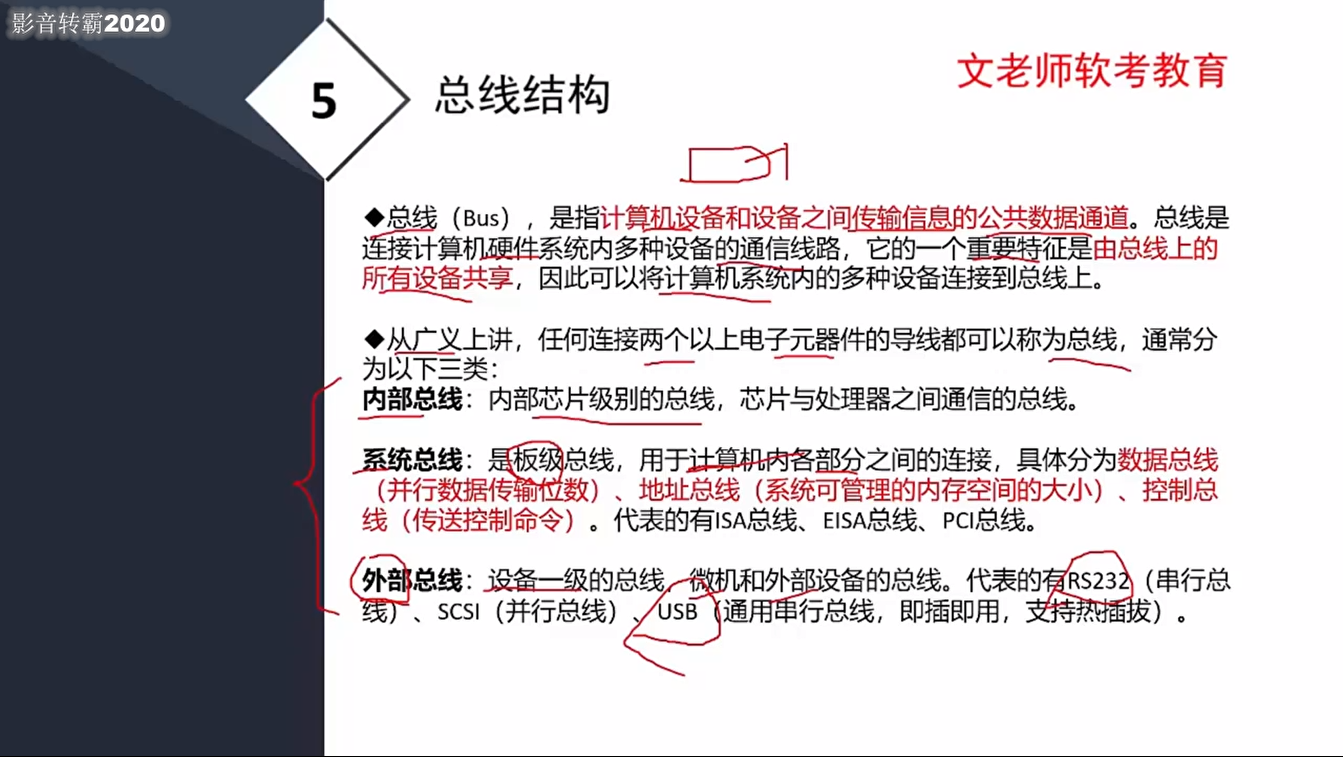 影音转霸2020
5
总线结构
文老师软考教育
◆总线（Bus），是指计算机设备和设备之间传输信息的公共数据通道。总线是
连接计算机硬件系统内多种设备的通信线路，它的一个重要特征是由总线上的
所有设备共享，因此可以将计算机系统内的多种设备连接到总线上。
◆从广义上讲，任何连接两个以上电子元器件的导线都可以称为总线，通常分
为以下三类：
内部总线：内部芯片级别的总线，芯片与处理器之间通信的总线。
系统总线：是板级总线，用于计算机内各部分之间的连接，具体分为数据总线
（并行数据传输位数）、地址总线（系统可管理的内存空间的大小）、控制总
线（传送控制命令）。代表的有ISA总线、EISA总线、PCI总线。
外部总线：设备一级的总线，微机和外部设备的总线。代表的有RS232（串行总
线）、SCSI（并行总线）、USB（通用串行总线，即插即用，支持热插拔）。